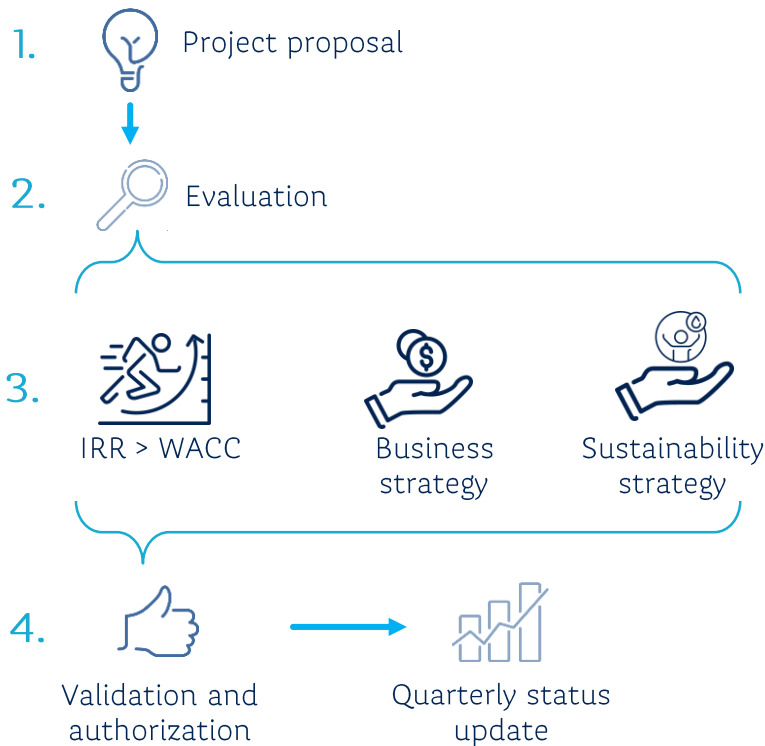 1.
Project proposal
2.
Evaluation
$
3.
IRR > WACC
Business
strategy
Sustainability
strategy
4.
Validation and
authorization
Quarterly status
update